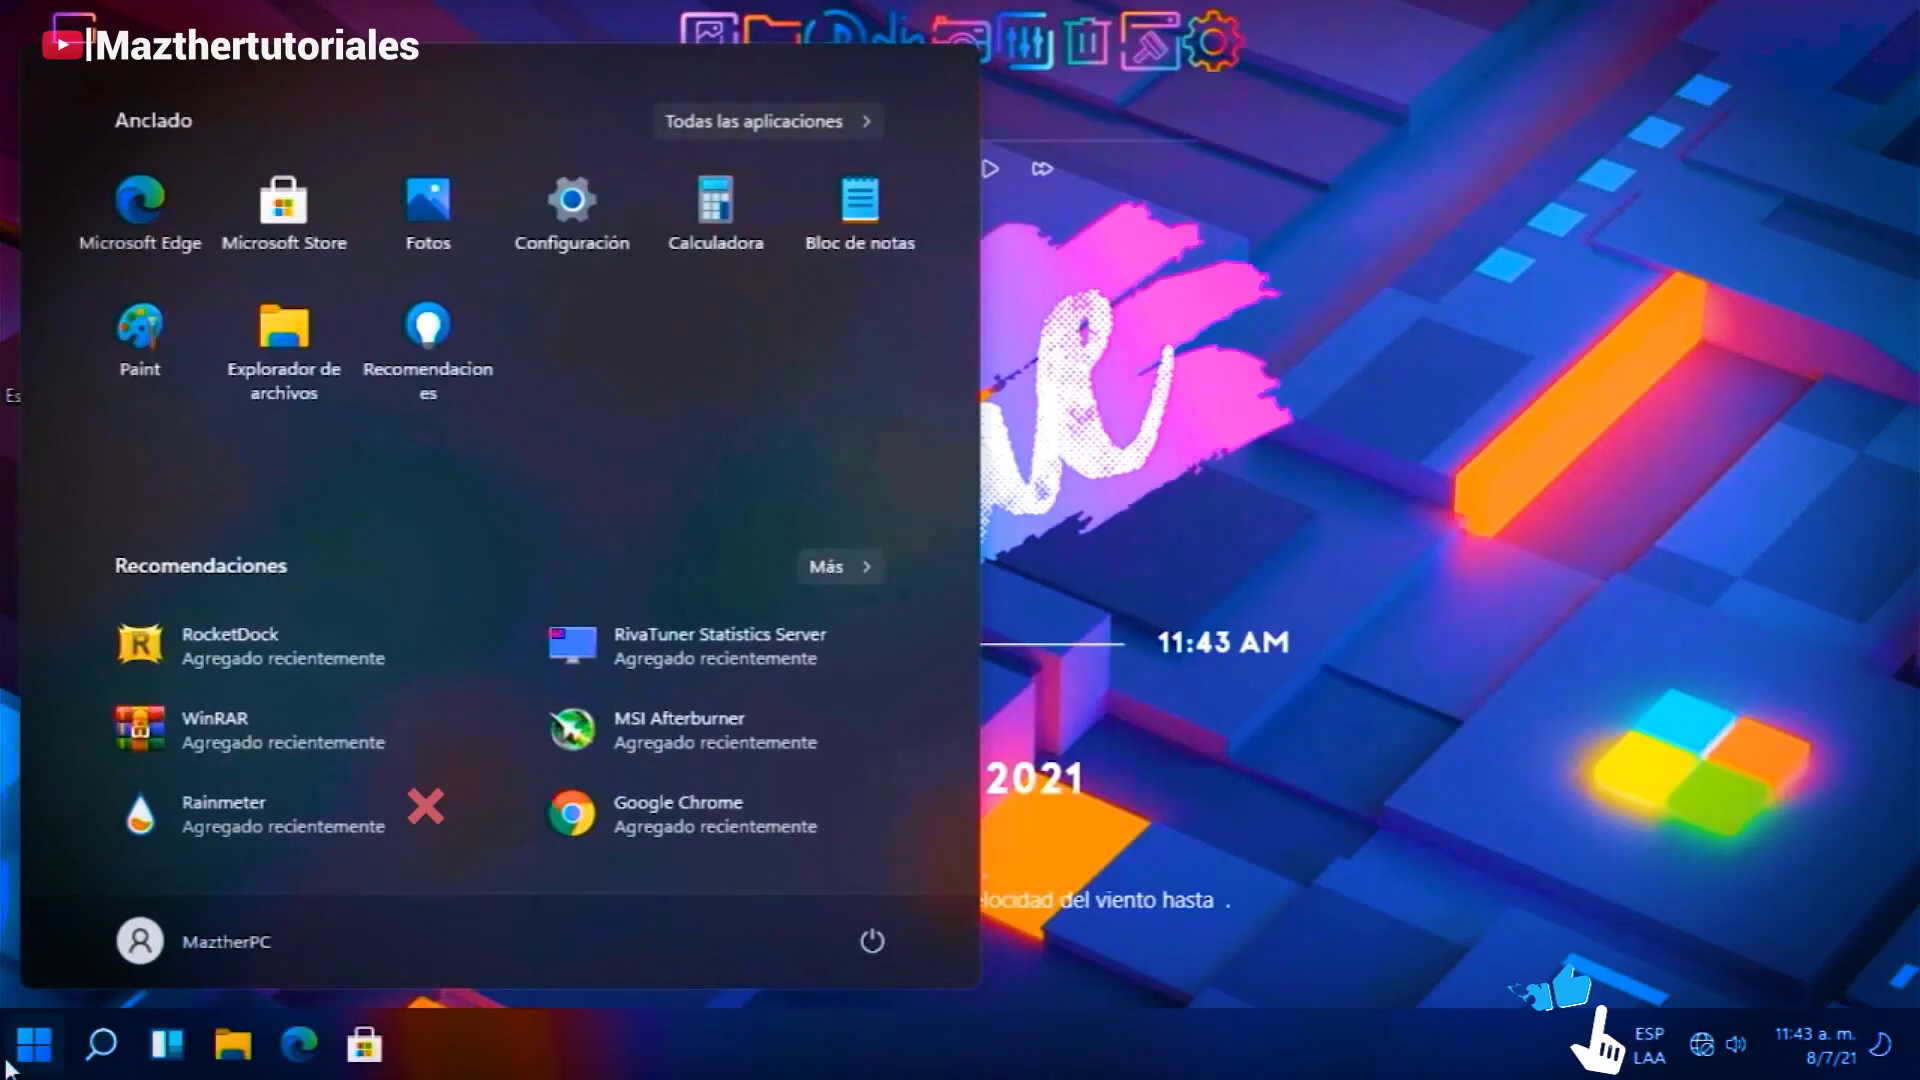 |Mazthertutoriales
Anclado
Todas las aplicaciones
Microsoft Edge
Microsoft Store
Fotos
Configuración
Calculadora
Bloc de notas
Paint
Explorador de
archivos
Recomendacion
es
Es
Recomendaciones
Más
RocketDock
Agregado recientemente
RivaTuner Statistics Server
Agregado recientemente
WinRAR
Agregado recientemente
MSI Afterburner
Agregado recientemente
Rainmeter
Agregado recientemente
Google Chrome
Agregado recientemente
11:43 AM
2021
elocidad del viento hasta .
MaztherPC
ESP
LAA
11:43 a. m.
8/7/21